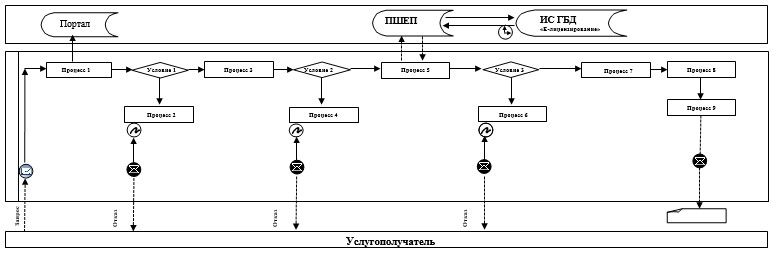 Портал
ПШЕП
ИС ГБД
«Е-лицензирование»
Процесс 1
Условие 1
Процесс 3
Условие 2
Процесс 5
Условие 3
Процесс 7
Процесс 8
Процесс 2
Процесс 4
Процесс 6
Процесс 9
Запрос
Отказ
Отказ
Отказ
Услугополучатель